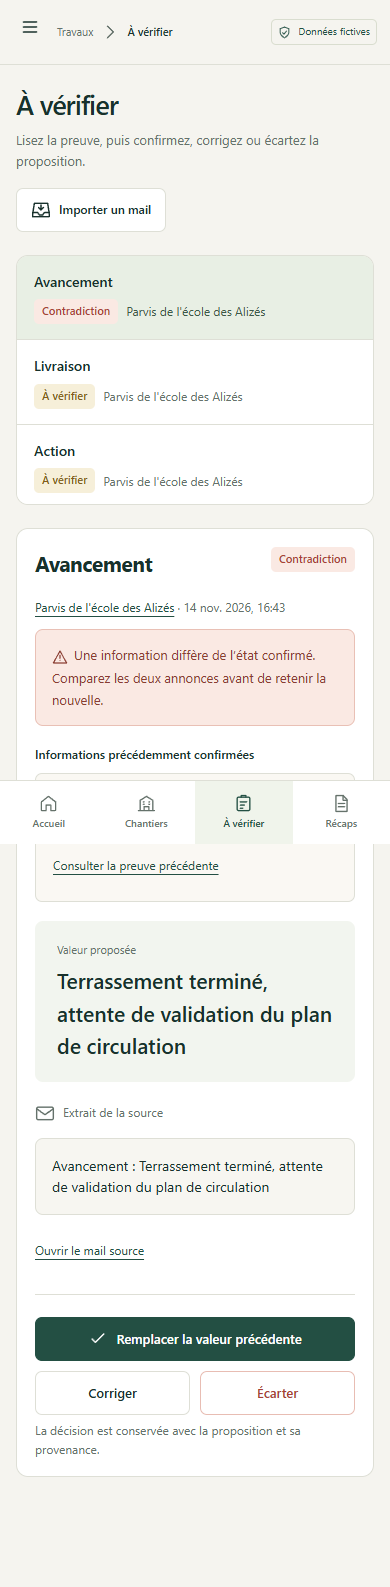 Travaux > À vérifier
Données fictives
À vérifier
Lisez la preuve, puis confirmez, corrigez ou écartez la
proposition.
Importer un mail
Avancement
Contradiction Parvis de l'école des Alizés
Livraison
À vérifier Parvis de l'école des Alizés
Action
À vérifier Parvis de l'école des Alizés
Avancement
Contradiction
Parvis de l'école des Alizés · 14 nov. 2026, 16:43
Une information diffère de l'état confirmé.
Comparez les deux annonces avant de retenir la
nouvelle.
Informations précédemment confirmées
Accueil
Chantiers
À vérifier
Récaps
Consulter la preuve précédente
Valeur proposée
Terrassement terminé,
attente de validation du plan
de circulation
Extrait de la source
Avancement : Terrassement terminé, attente
de validation du plan de circulation
Ouvrir le mail source
Remplacer la valeur précédente
Corriger
Écarter
La décision est conservée avec la proposition et sa
provenance.